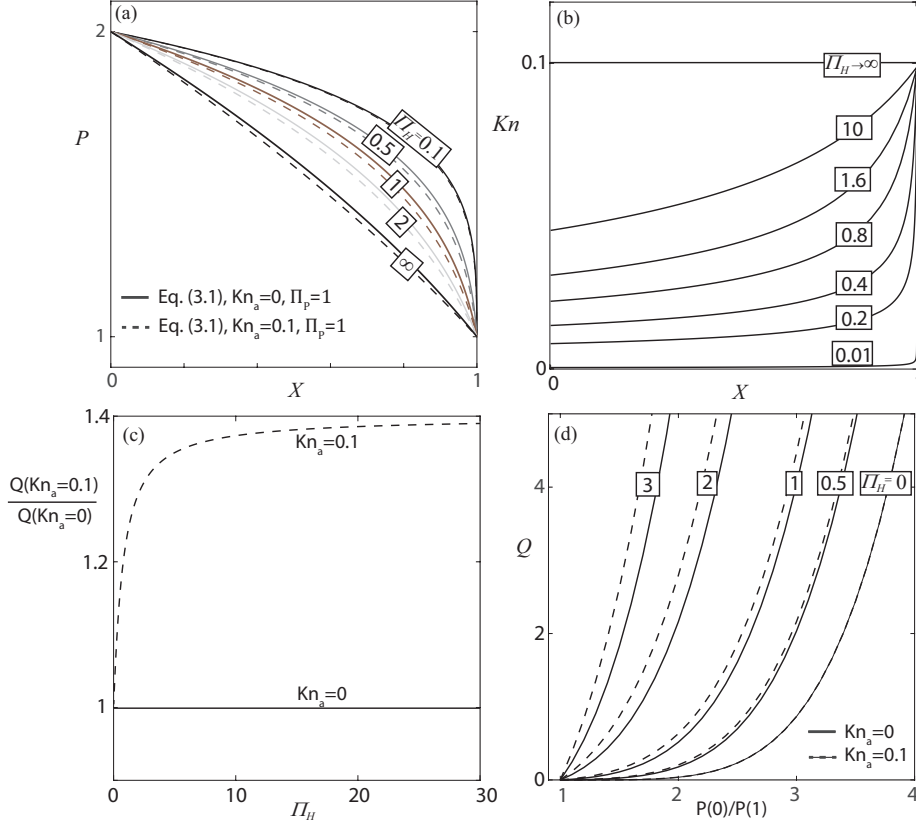 (a)
2
P
1
Π_H=0.1
0.5
1
2
∞
Eq. (3.1), Kn_a=0, Π_P=1
Eq. (3.1), Kn_a=0.1, Π_P=1
0
X
1
(b)
0.1
Kn
0
Π_H→∞
10
1.6
0.8
0.4
0.2
0.01
0
X
1
(c)
1.4
Q(Kn_a=0.1)
Q(Kn_a=0)
1.2
1
Kn_a=0.1
Kn_a=0
0
10
20
30
Π_H
(d)
4
Q
2
0
3
2
1
0.5
Π_H=0
Kn_a=0
Kn_a=0.1
1
2
3
4
P(0)/P(1)